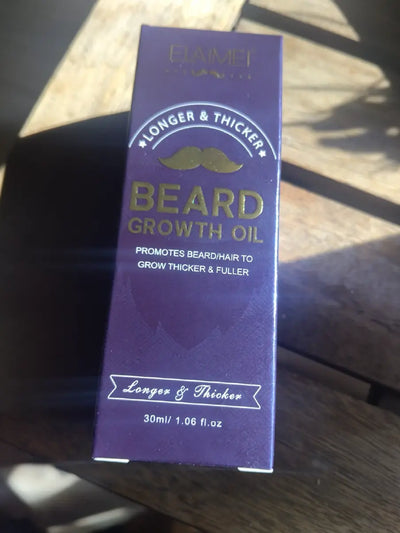 ELAIMEI
★LONGER & THICKER★
BEARD
GROWTH OIL
PROMOTES BEARD/HAIR TO
GROW THICKER & FULLER
Longer & Thicker
30ml/ 1.06 fl.oz